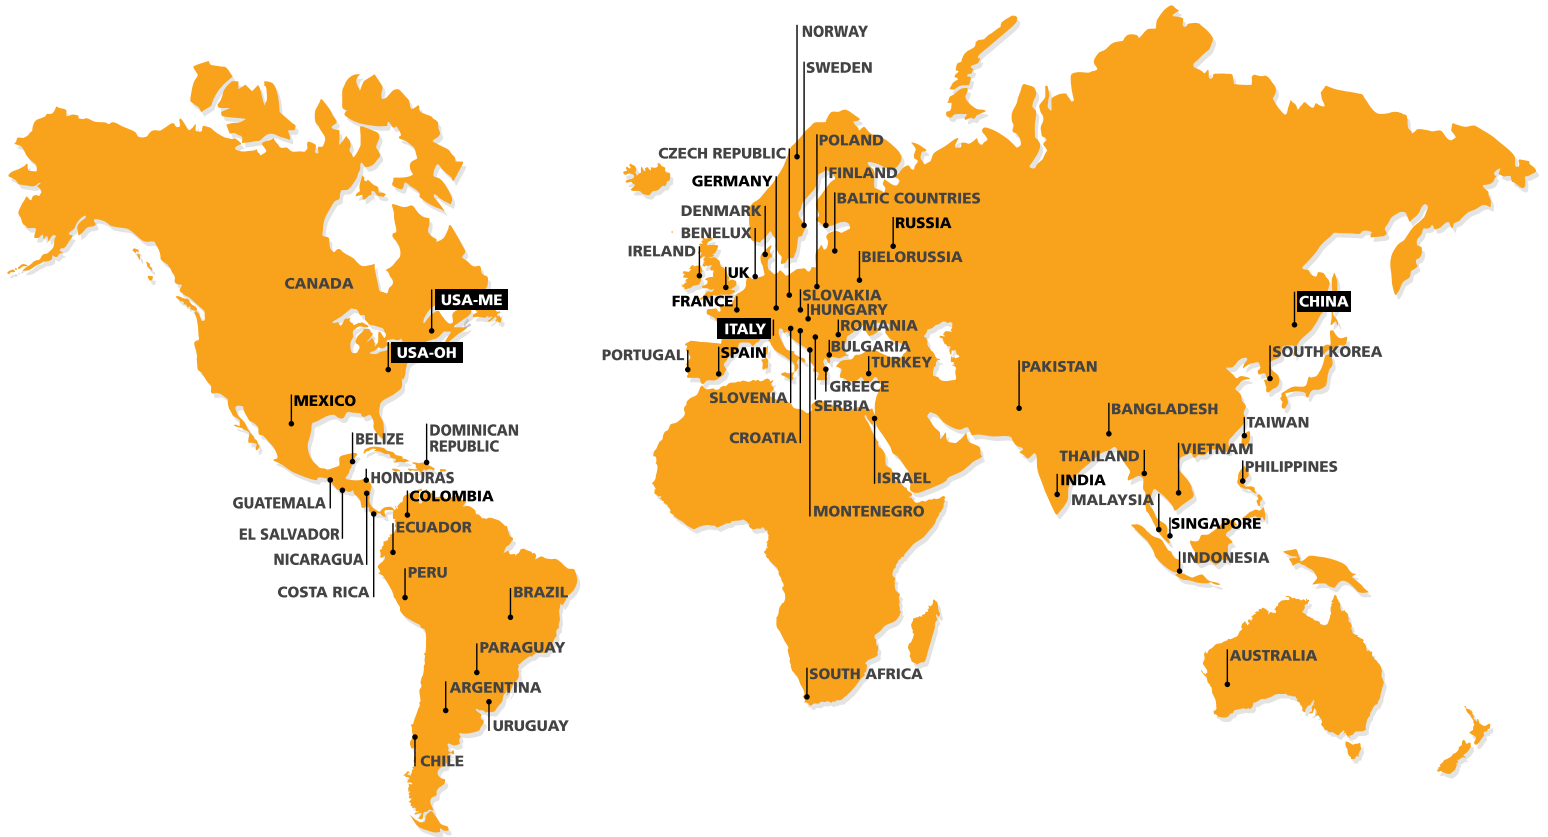 NORWAY
SWEDEN
POLAND
CZECH REPUBLIC
FINLAND
GERMANY
BALTIC COUNTRIES
DENMARK
RUSSIA
BENELUX
IRELAND
BIELORUSSIA
UK
CANADA
SLOVAKIA
USA-ME
FRANCE
CHINA
HUNGARY
ITALY
ROMANIA
BULGARIA
USA-OH
SPAIN
PORTUGAL
SOUTH KOREA
TURKEY
PAKISTAN
GREECE
SLOVENIA
MEXICO
SERBIA
BANGLADESH
TAIWAN
DOMINICAN
REPUBLIC
BELIZE
CROATIA
VIETNAM
THAILAND
PHILIPPINES
HONDURAS
ISRAEL
INDIA
COLOMBIA
MALAYSIA
GUATEMALA
MONTENEGRO
SINGAPORE
ECUADOR
EL SALVADOR
NICARAGUA
INDONESIA
PERU
COSTA RICA
BRAZIL
PARAGUAY
AUSTRALIA
SOUTH AFRICA
ARGENTINA
URUGUAY
CHILE